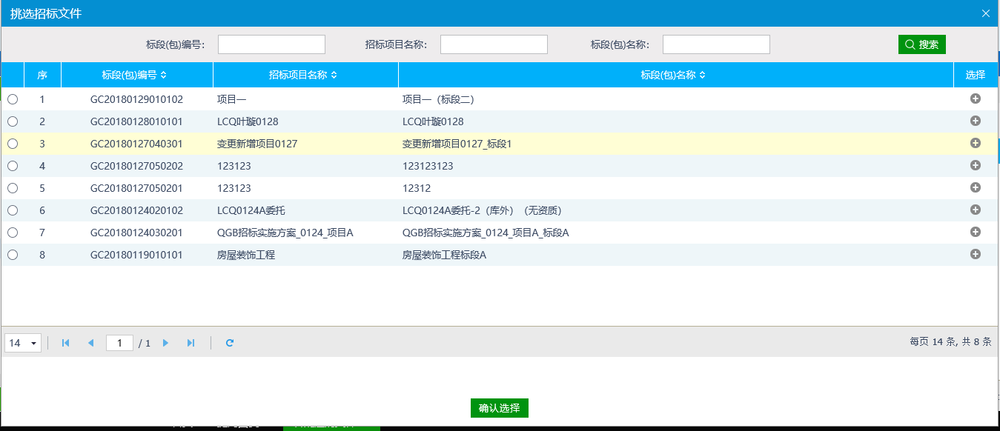 挑选招标文件
标段(包)编号: 招标项目名称: 标段(包)名称: 搜索
序 标段(包)编号 招标项目名称 标段(包)名称 选择
1 GC20180129010102 项目一 项目一（标段二）
2 GC20180128010101 LCQ叶璇0128 LCQ叶璇0128
3 GC20180127040301 变更新增项目0127 变更新增项目0127_标段1
4 GC20180127050202 123123 123123123
5 GC20180127050201 123123 12312
6 GC20180124020102 LCQ0124A委托 LCQ0124A委托-2（库外）（无资质）
7 GC20180124030201 QGB招标实施方案_0124_项目A QGB招标实施方案_0124_项目A_标段A
8 GC20180119010101 房屋装饰工程 房屋装饰工程标段A
14 1 / 1 每页 14 条, 共 8 条
确认选择